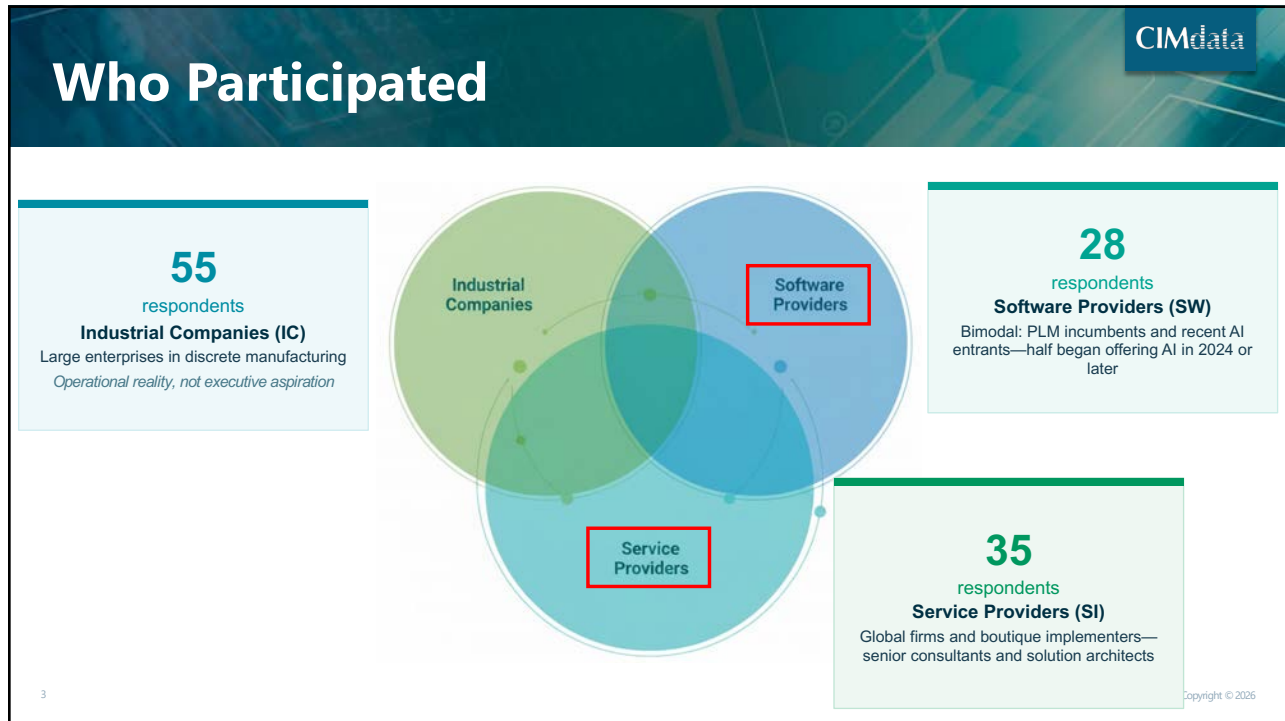 CIMdata
Who Participated
55
respondents
Industrial Companies (IC)
Large enterprises in discrete manufacturing
Operational reality, not executive aspiration
Industrial
Companies
Software
Providers
Service
Providers
28
respondents
Software Providers (SW)
Bimodal: PLM incumbents and recent AI
entrants—half began offering AI in 2024 or
later
35
respondents
Service Providers (SI)
Global firms and boutique implementers—
senior consultants and solution architects
3
Copyright © 2026